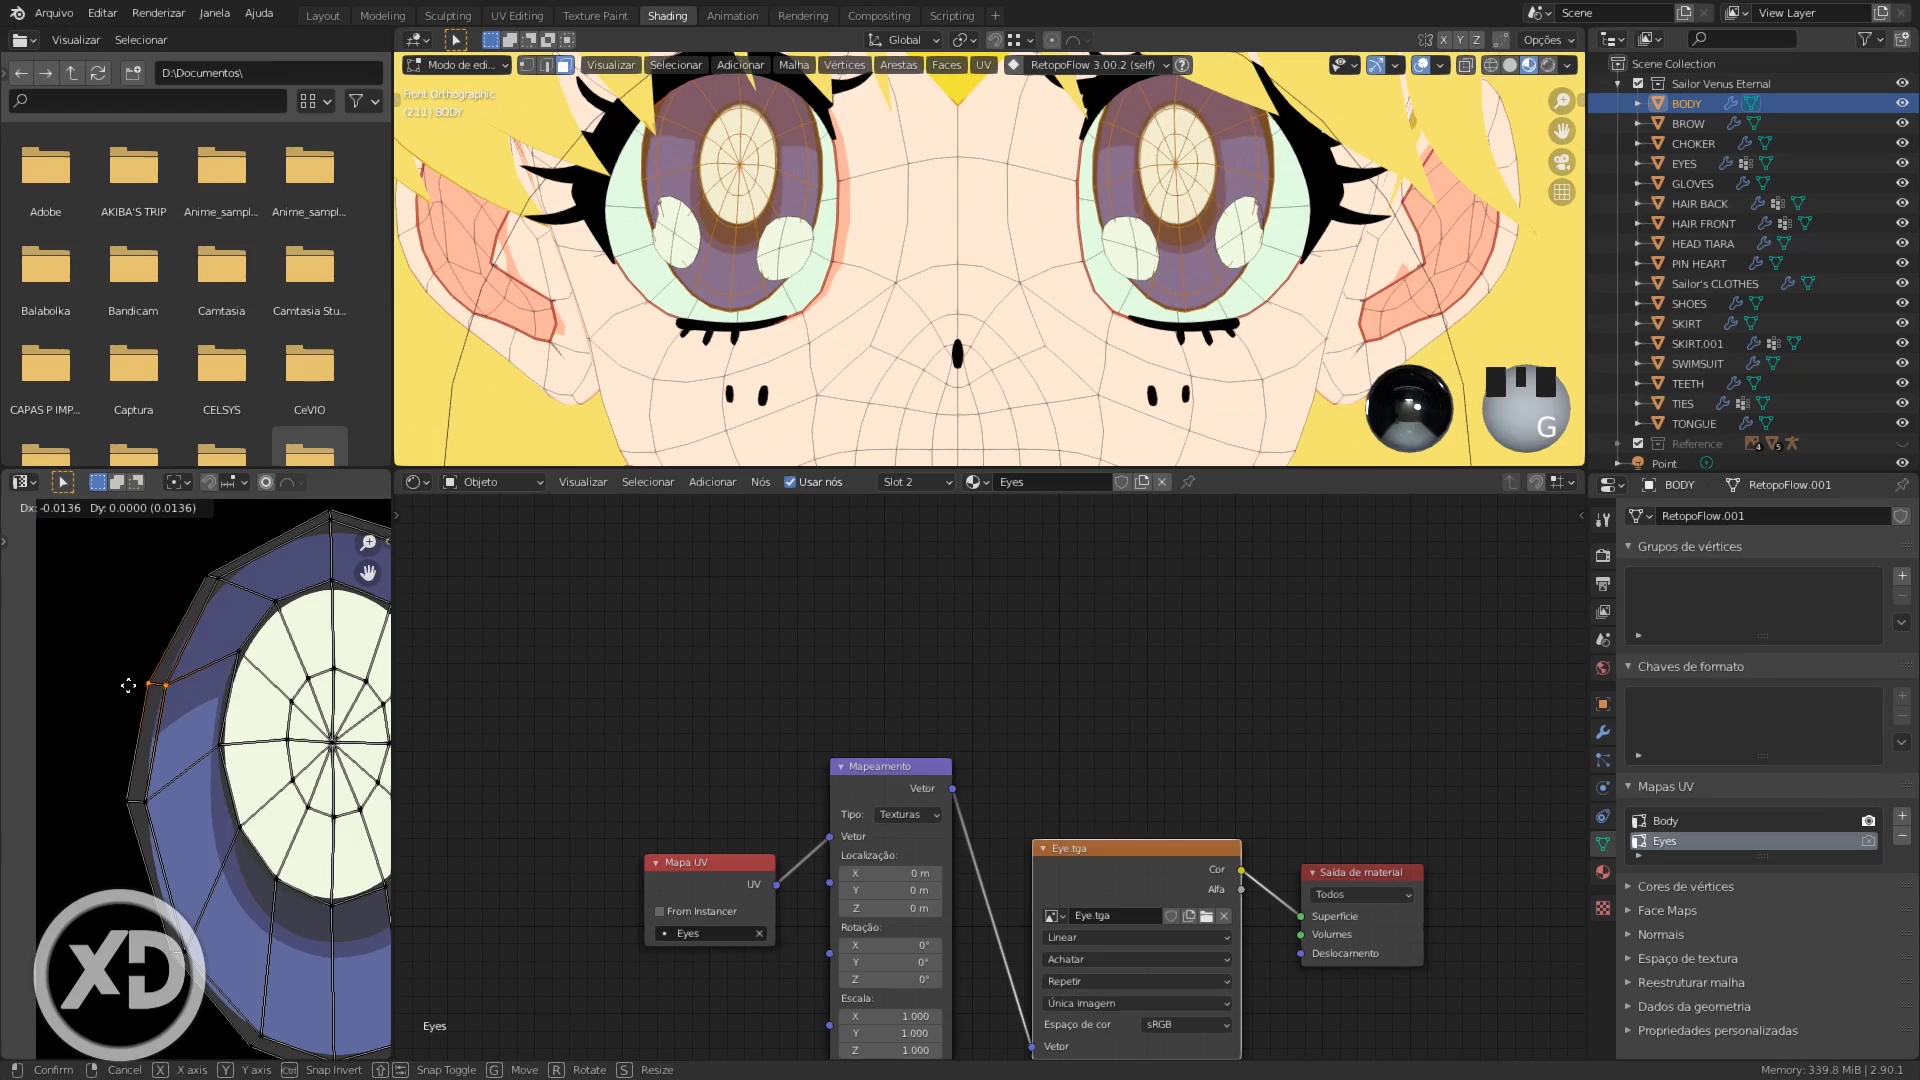 Arquivo Editar Renderizar Janela Ajuda Layout Modeling Sculpting UV Editing Texture Paint Shading Animation Rendering Compositing Scripting + Scene View Layer
Visualizar Selecionar
Global X Y Z Opções
D:\Documentos\
Modo de edi... Visualizar Selecionar Adicionar Malha Vértices Arestas Faces UV RetopoFlow 3.00.2 (self)
Front Orthographic
(211) BODY
Adobe AKIBA'S TRIP Anime_sampl... Anime_sampl...
Balabolka Bandicam Camtasia Camtasia Stu...
CAPAS P IMP... Captura CELSYS CeVIO
G
Scene Collection
Sailor Venus Eternal
BODY
BROW
CHOKER
EYES
GLOVES
HAIR BACK
HAIR FRONT
HEAD TIARA
PIN HEART
Sailor's CLOTHES
SHOES
SKIRT
SKIRT.001
SWIMSUIT
TEETH
TIES
TONGUE
Reference 4 5
Point
Dx: -0.0136 Dy: 0.0000 (0.0136)
Objeto Visualizar Selecionar Adicionar Nós Usar nós Slot 2 Eyes
Mapa UV
UV
From Instancer
Eyes
Mapeamento
Vetor
Tipo: Texturas
Vetor
Localização:
X 0 m
Y 0 m
Z 0 m
Rotação:
X 0°
Y 0°
Z 0°
Escala:
X 1.000
Y 1.000
Z 1.000
Eye.tga
Cor
Alfa
Eye.tga
Linear
Achatar
Repetir
Única imagem
Espaço de cor sRGB
Vetor
Saída de material
Todos
Superfície
Volumes
Deslocamento
Eyes
XD
BODY RetopoFlow.001
RetopoFlow.001
Grupos de vértices
Chaves de formato
Mapas UV
Body
Eyes
Cores de vértices
Face Maps
Normais
Espaço de textura
Reestruturar malha
Dados da geometria
Propriedades personalizadas
Confirm Cancel X X axis Y Y axis Ctrl Snap Invert Snap Toggle G Move R Rotate S Resize Memory: 339.8 MiB | 2.90.1